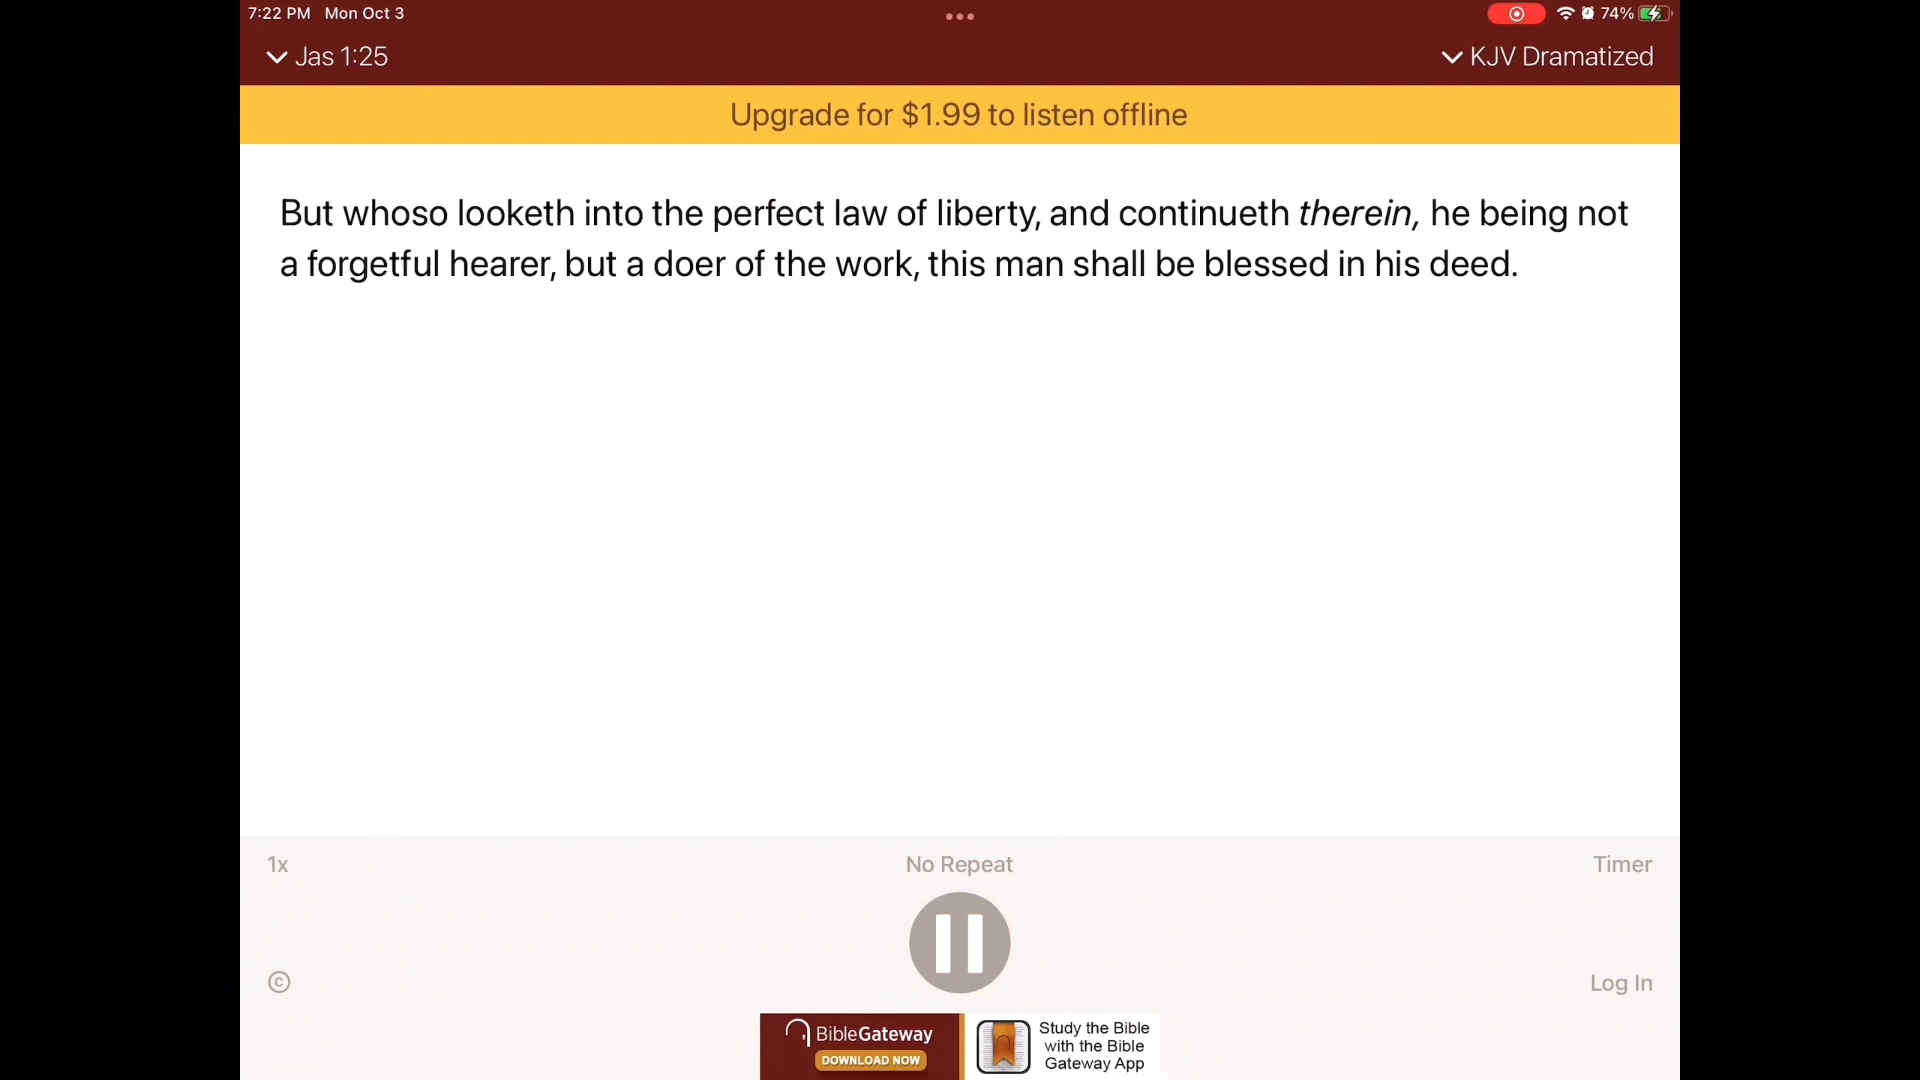 7:22 PM Mon Oct 3
74%
Jas 1:25
KJV Dramatized
Upgrade for $1.99 to listen offline
But whoso looketh into the perfect law of liberty, and continueth therein, he being not
a forgetful hearer, but a doer of the work, this man shall be blessed in his deed.
1x
No Repeat
Timer
©
Log In
BibleGateway
DOWNLOAD NOW
Study the Bible
with the Bible
Gateway App